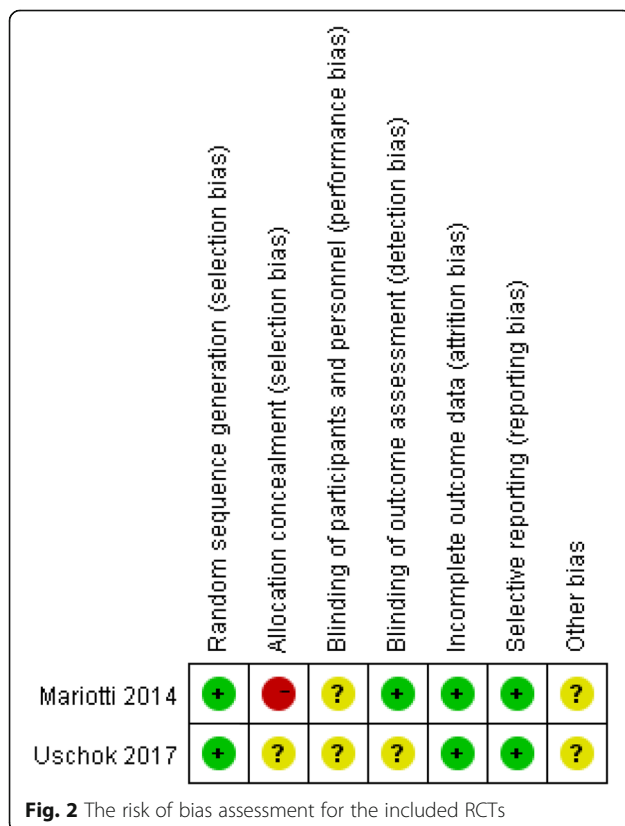 Random sequence generation (selection bias)
Allocation concealment (selection bias)
Blinding of participants and personnel (performance bias)
Blinding of outcome assessment (detection bias)
Incomplete outcome data (attrition bias)
Selective reporting (reporting bias)
Other bias
Mariotti 2014 + - ? + + + ?
Uschok 2017 + ? ? ? + + ?
Fig. 2 The risk of bias assessment for the included RCTs